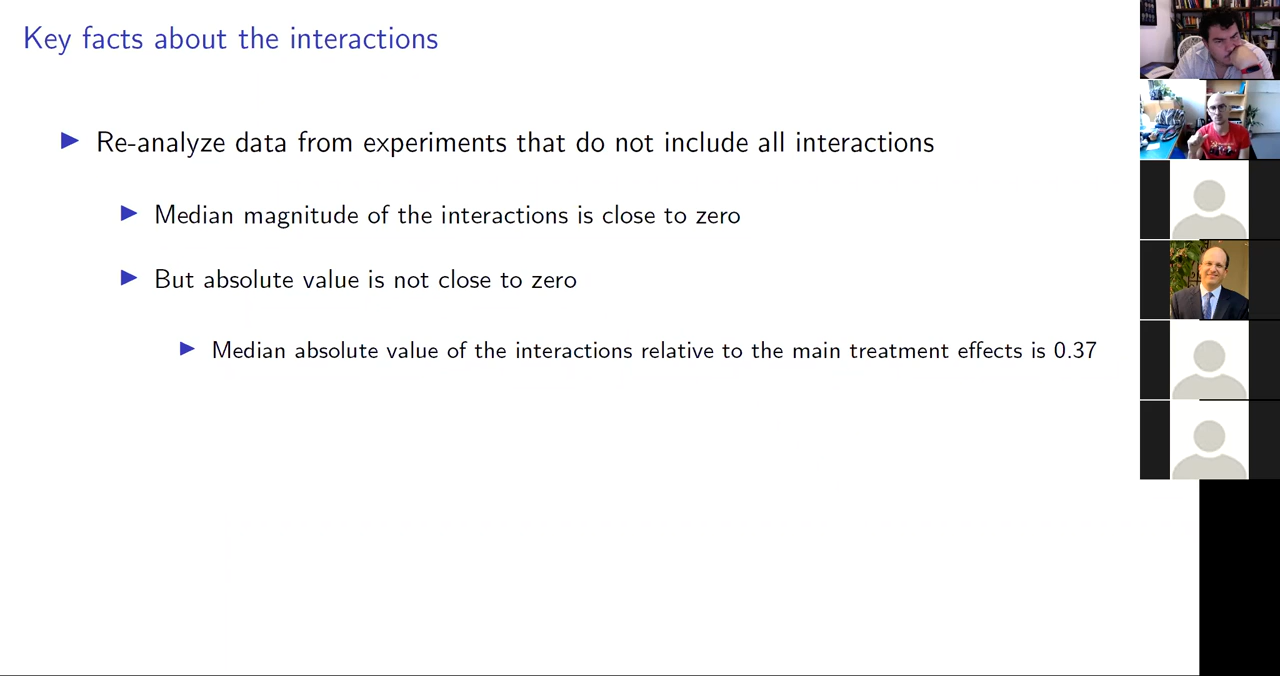 Key facts about the interactions
Re-analyze data from experiments that do not include all interactions
Median magnitude of the interactions is close to zero
But absolute value is not close to zero
Median absolute value of the interactions relative to the main treatment effects is 0.37